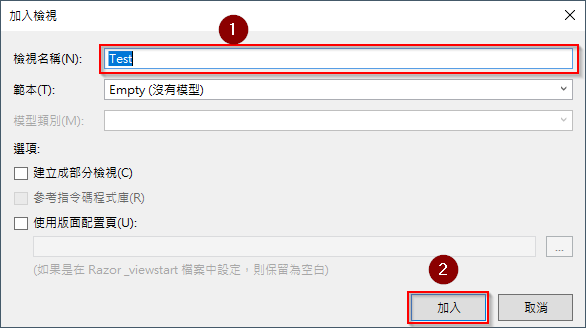 加入檢視
1
檢視名稱(N):
Test
範本(T):
Empty (沒有模型)
模型類別(M):
選項:
建立成部分檢視(C)
參考指令碼程式庫(R)
使用版面配置頁(U):
...
(如果是在 Razor _viewstart 檔案中設定，則保留為空白)
2
加入
取消